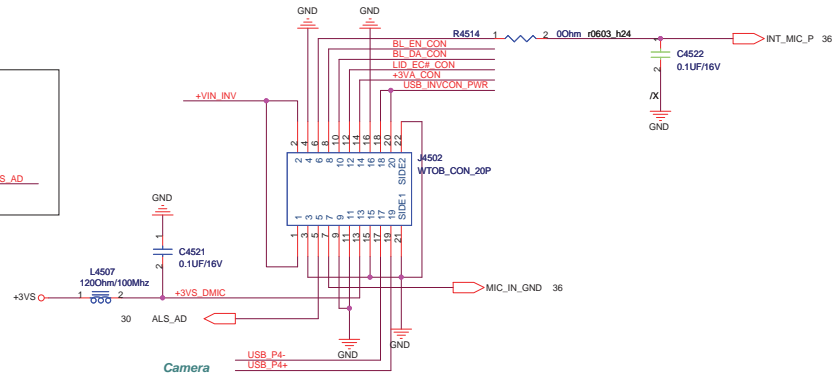 GND
GND
R4514 1 2 0Ohm r0603_h24
INT_MIC_P 36
BL_EN_CON
BL_DA_CON
LID_EC#_CON
+3VA_CON
USB_INVCON_PWR
1
C4522
0.1UF/16V
2
/X
GND
+VIN_INV
2 4 6 8 10 12 14 16 18 20 22
2 4 6 8 10 12 14 16 18 20 SIDE2
J4502
WTOB_CON_20P
1 3 5 7 9 11 13 15 17 19 SIDE1
1 3 5 7 9 11 13 15 17 19 21
S_AD
GND
1
C4521
0.1UF/16V
2
L4507
120Ohm/100Mhz
+3VS 1 2 +3VS_DMIC
MIC_IN_GND 36
30 ALS_AD
GND
GND
Camera
USB_P4-
USB_P4+